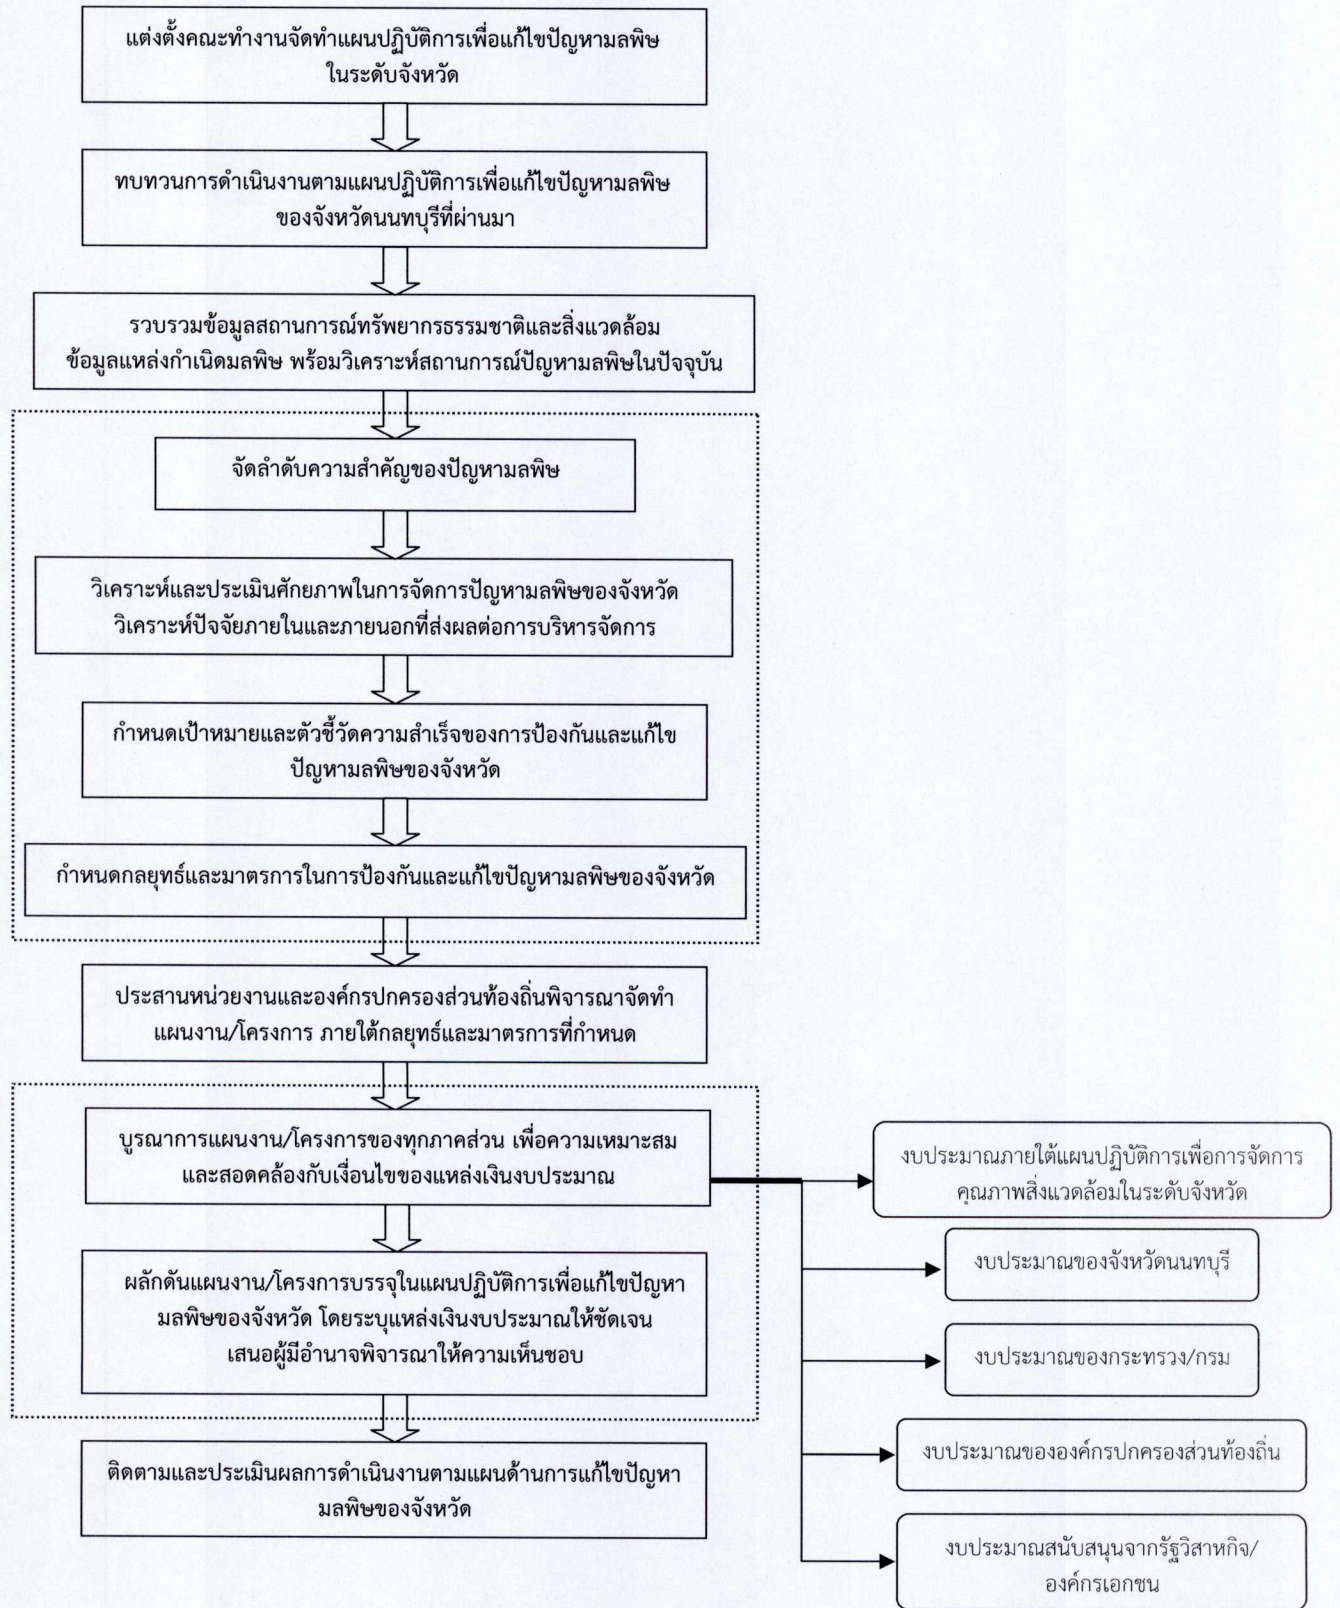 แต่งตั้งคณะทำงานจัดทำแผนปฏิบัติการเพื่อแก้ไขปัญหามลพิษ
ในระดับจังหวัด
ทบทวนการดำเนินงานตามแผนปฏิบัติการเพื่อแก้ไขปัญหามลพิษ
ของจังหวัดนนทบุรีที่ผ่านมา
รวบรวมข้อมูลสถานการณ์ทรัพยากรธรรมชาติและสิ่งแวดล้อม
ข้อมูลแหล่งกำเนิดมลพิษ พร้อมวิเคราะห์สถานการณ์ปัญหามลพิษในปัจจุบัน
จัดลำดับความสำคัญของปัญหามลพิษ
วิเคราะห์และประเมินศักยภาพในการจัดการปัญหามลพิษของจังหวัด
วิเคราะห์ปัจจัยภายในและภายนอกที่ส่งผลต่อการบริหารจัดการ
กำหนดเป้าหมายและตัวชี้วัดความสำเร็จของการป้องกันและแก้ไข
ปัญหามลพิษของจังหวัด
กำหนดกลยุทธ์และมาตรการในการป้องกันและแก้ไขปัญหามลพิษของจังหวัด
ประสานหน่วยงานและองค์กรปกครองส่วนท้องถิ่นพิจารณาจัดทำ
แผนงาน/โครงการ ภายใต้กลยุทธ์และมาตรการที่กำหนด
บูรณาการแผนงาน/โครงการของทุกภาคส่วน เพื่อความเหมาะสม
และสอดคล้องกับเงื่อนไขของแหล่งเงินงบประมาณ
ผลักดันแผนงาน/โครงการบรรจุในแผนปฏิบัติการเพื่อแก้ไขปัญหา
มลพิษของจังหวัด โดยระบุแหล่งเงินงบประมาณให้ชัดเจน
เสนอผู้มีอำนาจพิจารณาให้ความเห็นชอบ
ติดตามและประเมินผลการดำเนินงานตามแผนด้านการแก้ไขปัญหา
มลพิษของจังหวัด
งบประมาณภายใต้แผนปฏิบัติการเพื่อการจัดการ
คุณภาพสิ่งแวดล้อมในระดับจังหวัด
งบประมาณของจังหวัดนนทบุรี
งบประมาณของกระทรวง/กรม
งบประมาณขององค์กรปกครองส่วนท้องถิ่น
งบประมาณสนับสนุนจากรัฐวิสาหกิจ/
องค์กรเอกชน